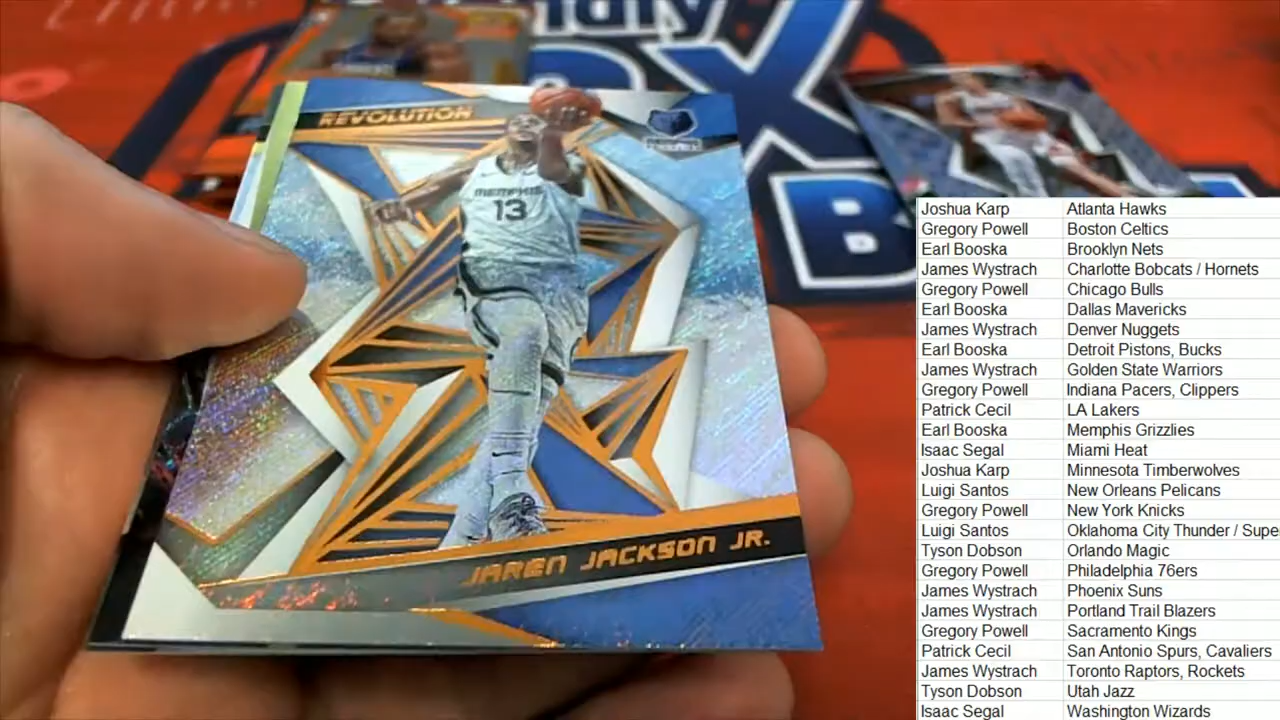 REVOLUTION
MEMPHIS
13
JAREN JACKSON JR.
Joshua Karp Atlanta Hawks
Gregory Powell Boston Celtics
Earl Booska Brooklyn Nets
James Wystrach Charlotte Bobcats / Hornets
Gregory Powell Chicago Bulls
Earl Booska Dallas Mavericks
James Wystrach Denver Nuggets
Earl Booska Detroit Pistons, Bucks
James Wystrach Golden State Warriors
Gregory Powell Indiana Pacers, Clippers
Patrick Cecil LA Lakers
Earl Booska Memphis Grizzlies
Isaac Segal Miami Heat
Joshua Karp Minnesota Timberwolves
Luigi Santos New Orleans Pelicans
Gregory Powell New York Knicks
Luigi Santos Oklahoma City Thunder / Supe
Tyson Dobson Orlando Magic
Gregory Powell Philadelphia 76ers
James Wystrach Phoenix Suns
James Wystrach Portland Trail Blazers
Gregory Powell Sacramento Kings
Patrick Cecil San Antonio Spurs, Cavaliers
James Wystrach Toronto Raptors, Rockets
Tyson Dobson Utah Jazz
Isaac Segal Washington Wizards